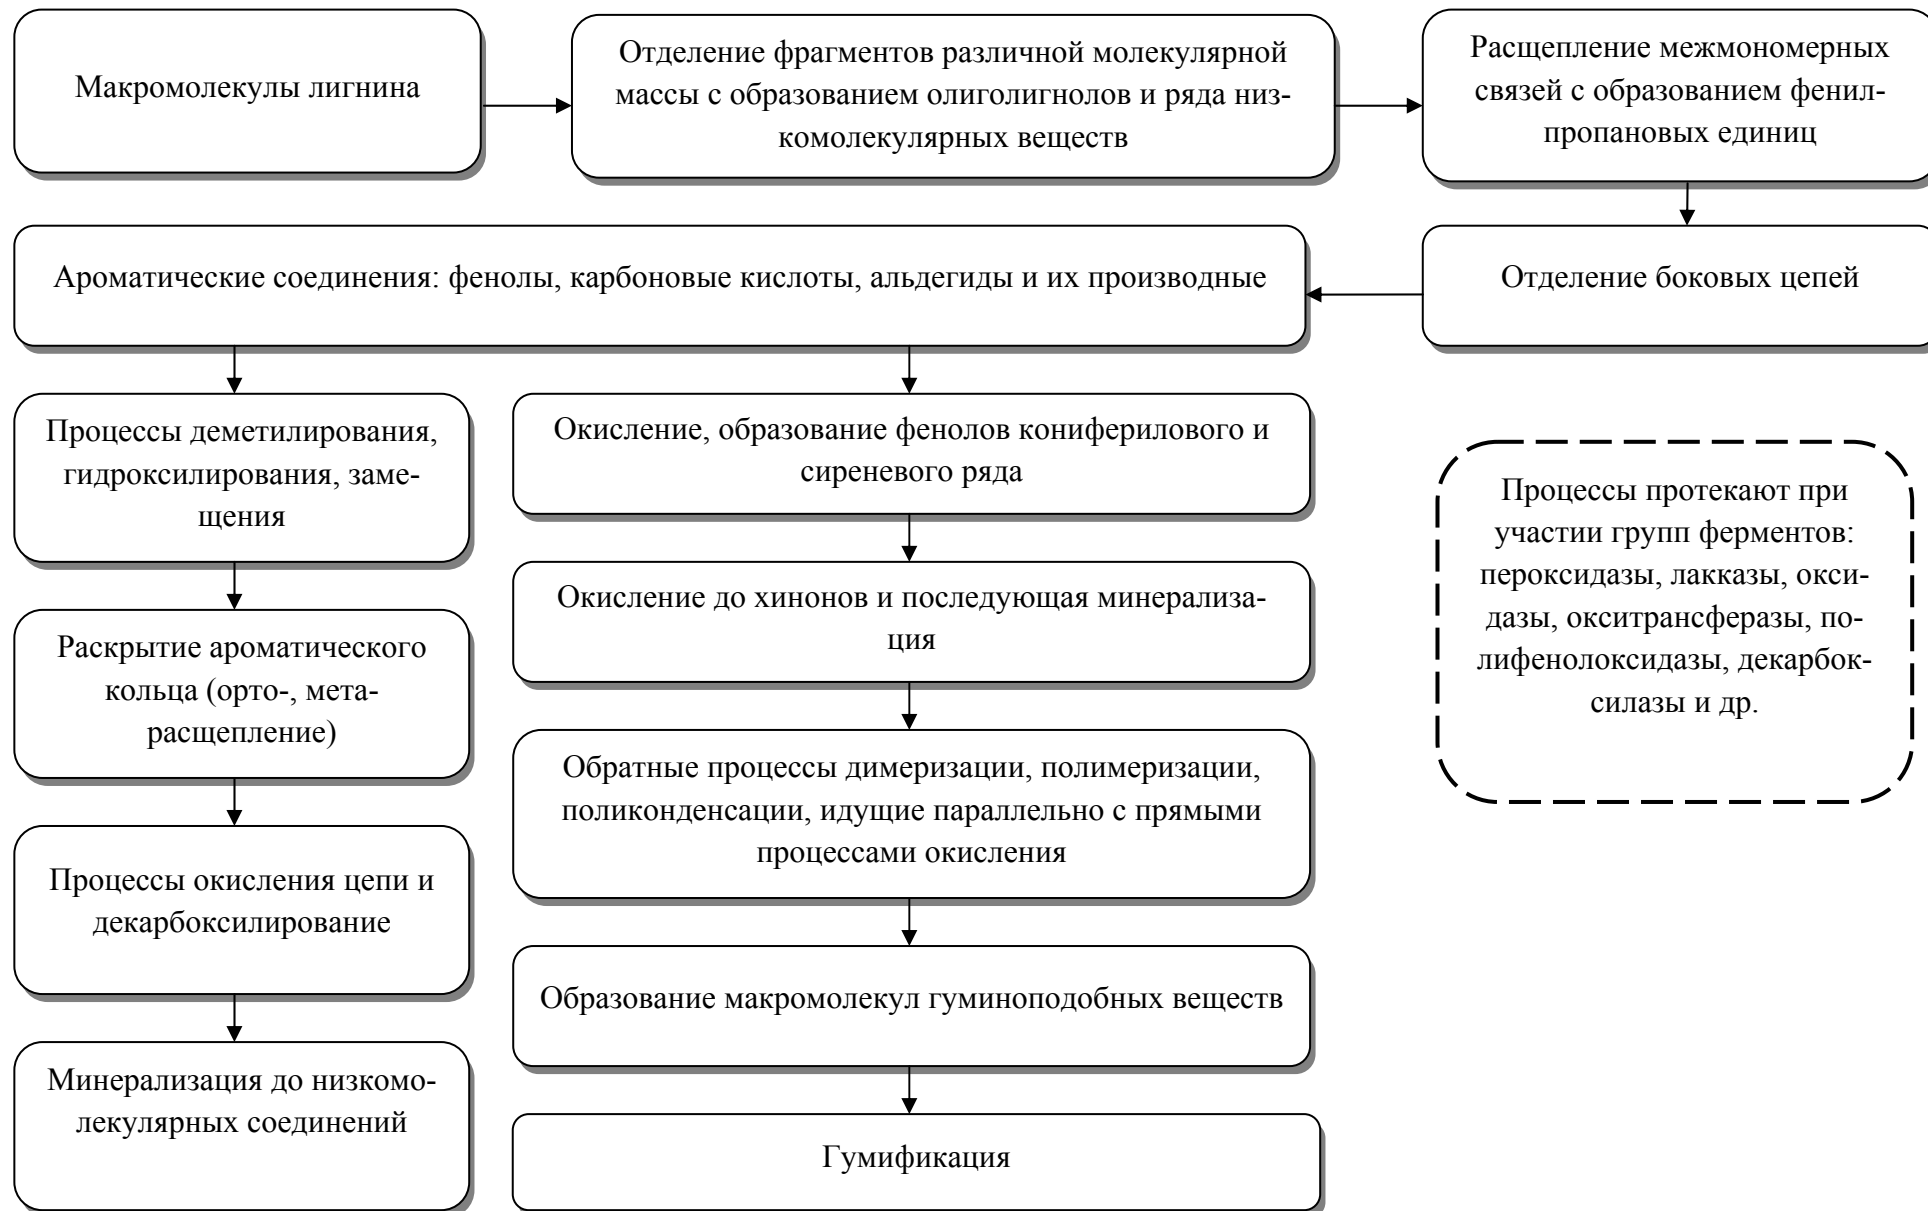 Макромолекулы лигнина
Отделение фрагментов различной молекулярной
массы с образованием олиголигнолов и ряда низ-
комолекулярных веществ
Расщепление межмономерных
связей с образованием фенил-
пропановых единиц
Ароматические соединения: фенолы, карбоновые кислоты, альдегиды и их производные
Отделение боковых цепей
Процессы деметилирования,
гидроксилирования, заме-
щения
Раскрытие ароматического
кольца (орто-, мета-
расщепление)
Процессы окисления цепи и
декарбоксилирование
Минерализация до низкомо-
лекулярных соединений
Окисление, образование фенолов кониферилового и
сиреневого ряда
Окисление до хинонов и последующая минерализа-
ция
Обратные процессы димеризации, полимеризации,
поликонденсации, идущие параллельно с прямыми
процессами окисления
Образование макромолекул гуминоподобных веществ
Гумификация
Процессы протекают при
участии групп ферментов:
пероксидазы, лакказы, окси-
дазы, окситрансферазы, по-
лифенолоксидазы, декарбок-
силазы и др.